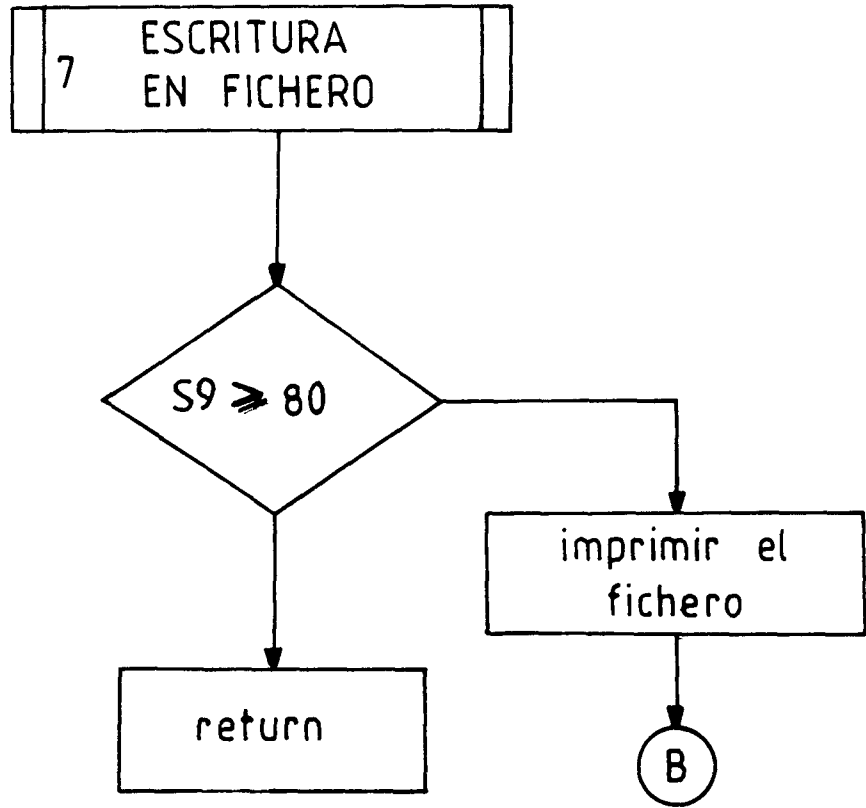 7 ESCRITURA
EN FICHERO
S9 ⩾ 80
imprimir el
fichero
return
B